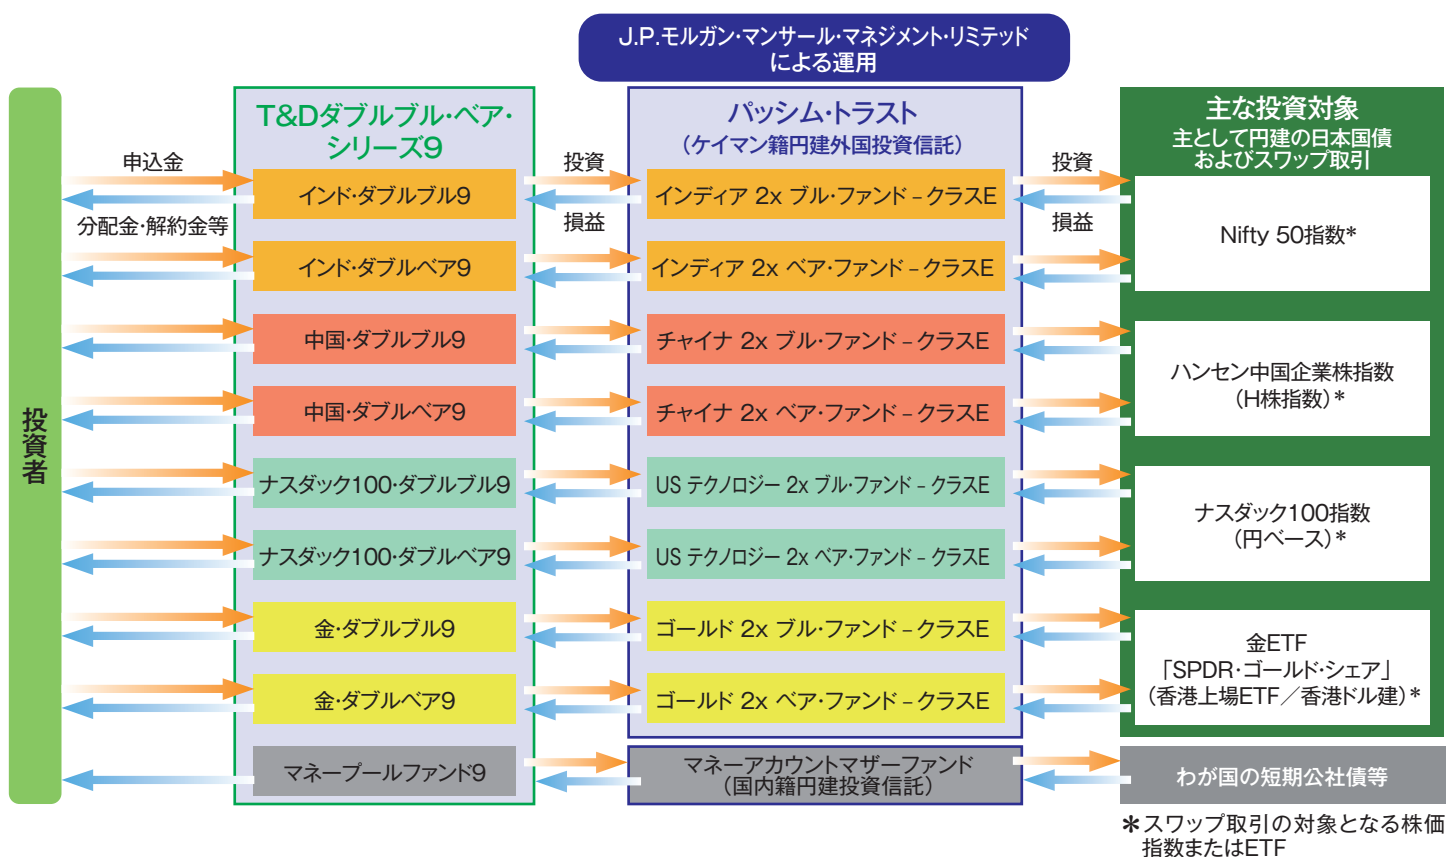 J.P.モルガン・マンサール・マネジメント・リミテッド
による運用
投資者
申込金
分配金・解約金等
T&Dダブルブル・ベア・
シリーズ9
インド・ダブルブル9
インド・ダブルベア9
中国・ダブルブル9
中国・ダブルベア9
ナスダック100・ダブルブル9
ナスダック100・ダブルベア9
金・ダブルブル9
金・ダブルベア9
マネープールファンド9
投資
損益
パッシム・トラスト
（ケイマン籍円建外国投資信託）
インディア 2x ブル・ファンド－クラスE
インディア 2x ベア・ファンド－クラスE
チャイナ 2x ブル・ファンド－クラスE
チャイナ 2x ベア・ファンド－クラスE
US テクノロジー 2x ブル・ファンド－クラスE
US テクノロジー 2x ベア・ファンド－クラスE
ゴールド 2x ブル・ファンド－クラスE
ゴールド 2x ベア・ファンド－クラスE
マネーアカウントマザーファンド
（国内籍円建投資信託）
投資
損益
主な投資対象
主として円建の日本国債
およびスワップ取引
Nifty 50指数*
ハンセン中国企業株指数
（H株指数）*
ナスダック100指数
（円ベース）*
金ETF
「SPDR・ゴールド・シェア」
（香港上場ETF／香港ドル建）*
わが国の短期公社債等
＊スワップ取引の対象となる株価
指数またはETF